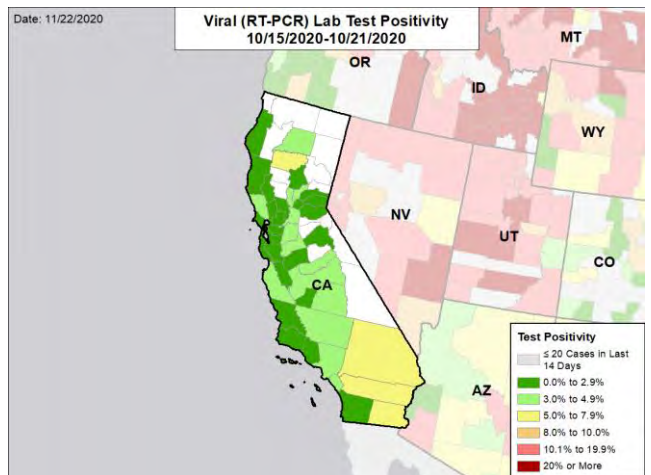 Date: 11/22/2020
Viral (RT-PCR) Lab Test Positivity
10/15/2020-10/21/2020
MT
OR
ID
WY
NV
UT
CO
CA
AZ
Test Positivity
≤ 20 Cases in Last
14 Days
0.0% to 2.9%
3.0% to 4.9%
5.0% to 7.9%
8.0% to 10.0%
10.1% to 19.9%
20% or More